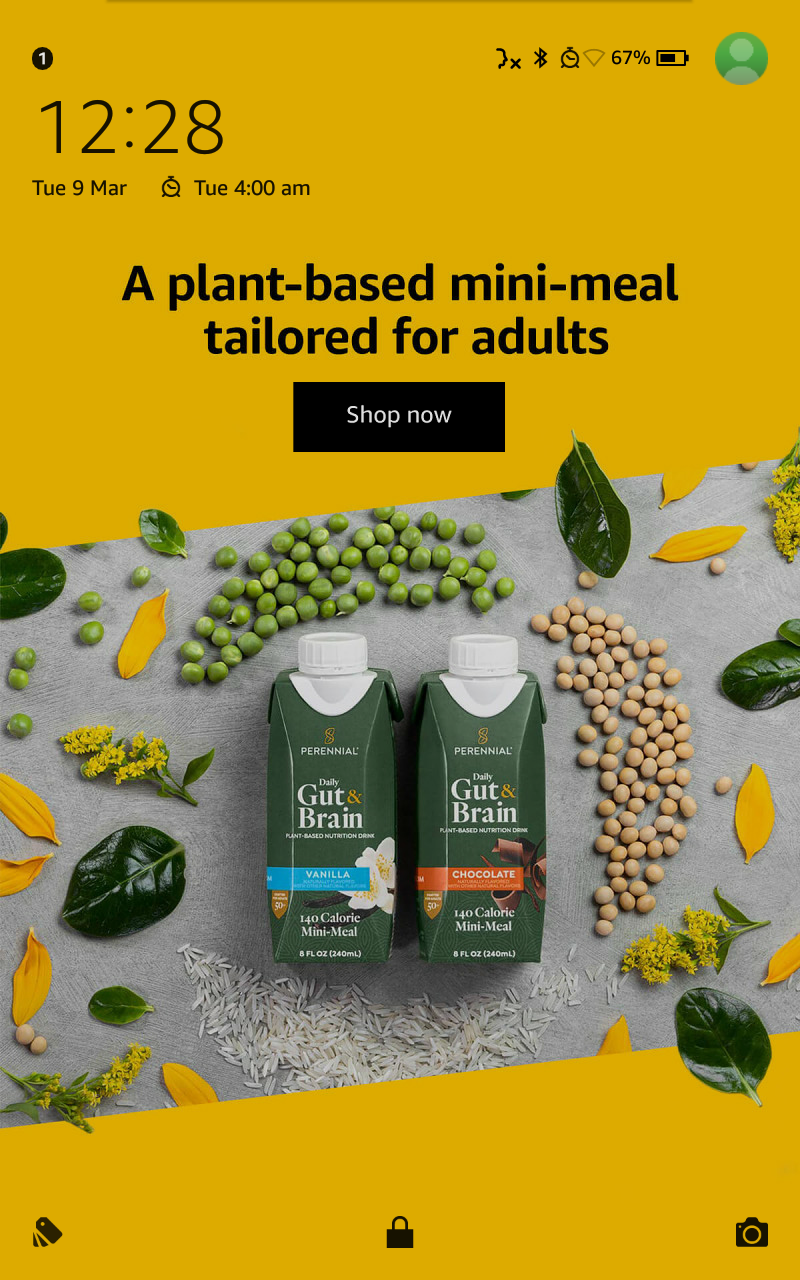 1
67%
12:28
Tue 9 Mar
Tue 4:00 am
A plant-based mini-meal
tailored for adults
Shop now
PERENNIAL
Daily
Gut &
Brain
PLANT-BASED NUTRITION DRINK
VANILLA
NATURALLY FLAVORED
WITH OTHER NATURAL FLAVORS
50+
140 Calorie
Mini-Meal
8 FL OZ (240mL)
PERENNIAL
Daily
Gut &
Brain
PLANT-BASED NUTRITION DRINK
CHOCOLATE
NATURALLY FLAVORED
WITH OTHER NATURAL FLAVORS
50+
140 Calorie
Mini-Meal
8 FL OZ (240mL)